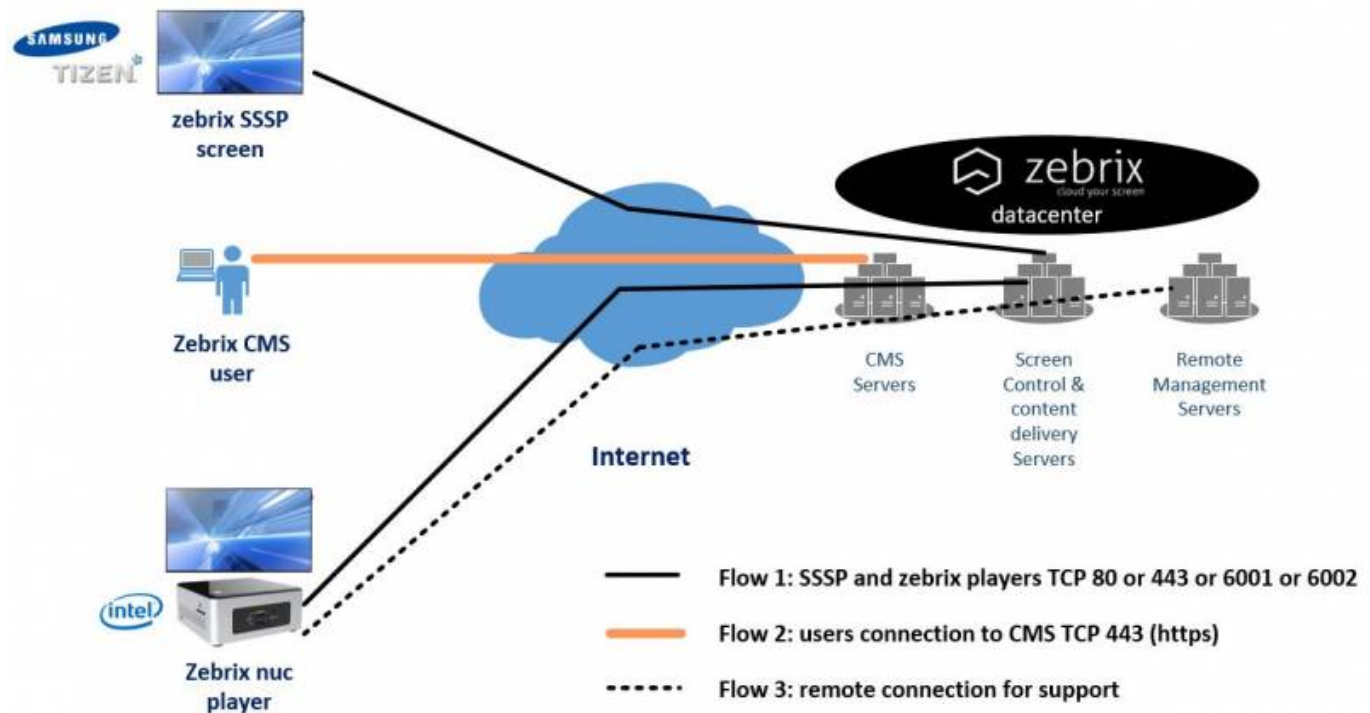 SAMSUNG
TIZEN
zebrix SSSP
screen
zebrix
cloud your screen
datacenter
Zebrix CMS
user
CMS
Servers
Screen
Control &
content
delivery
Servers
Remote
Management
Servers
Internet
intel
Zebrix nuc
player
Flow 1: SSSP and zebrix players TCP 80 or 443 or 6001 or 6002
Flow 2: users connection to CMS TCP 443 (https)
Flow 3: remote connection for support